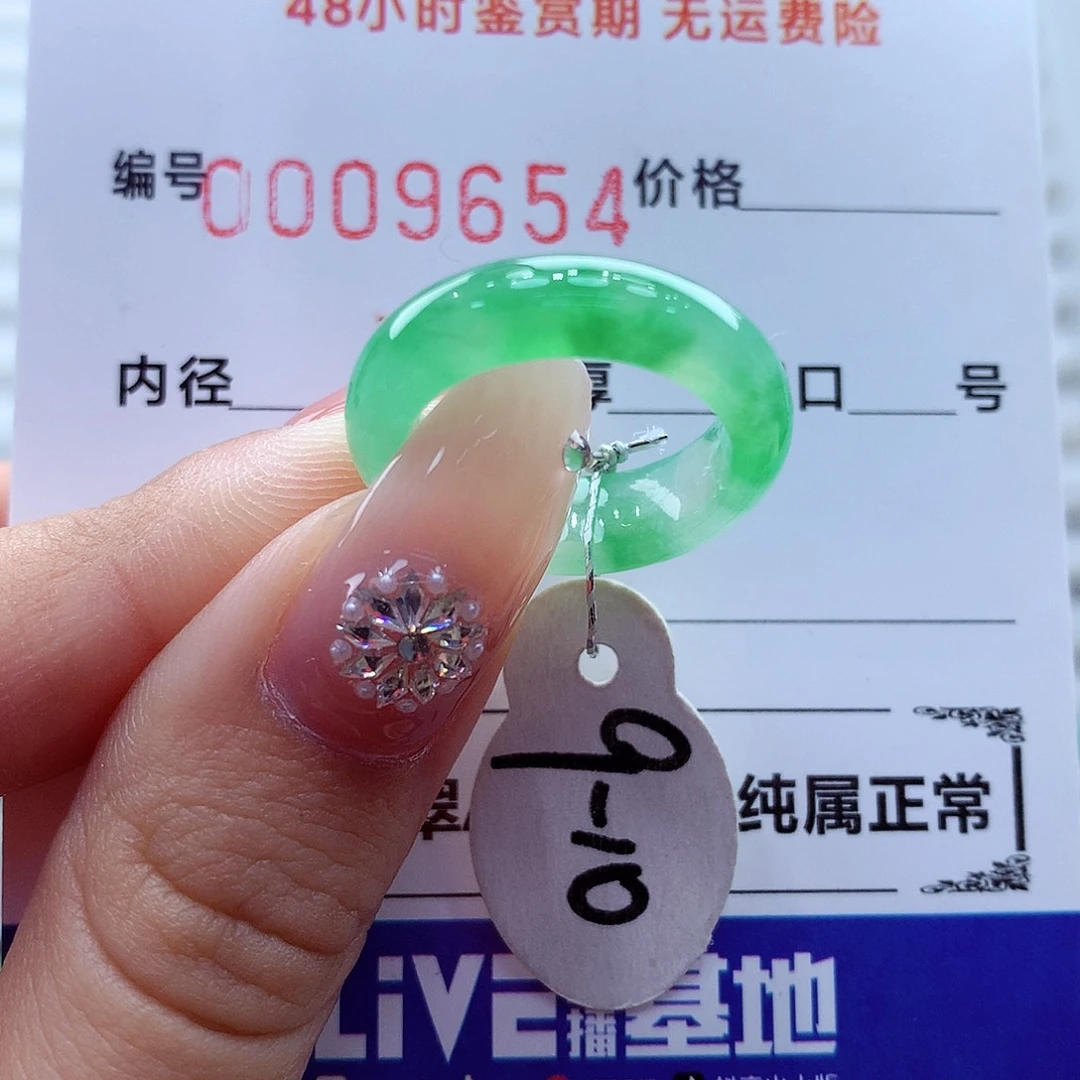 48小时鉴赏期 无运费险
编号0009654价格
内径 厚 口 号
翠 纯属正常
9-10
LIVE播基地